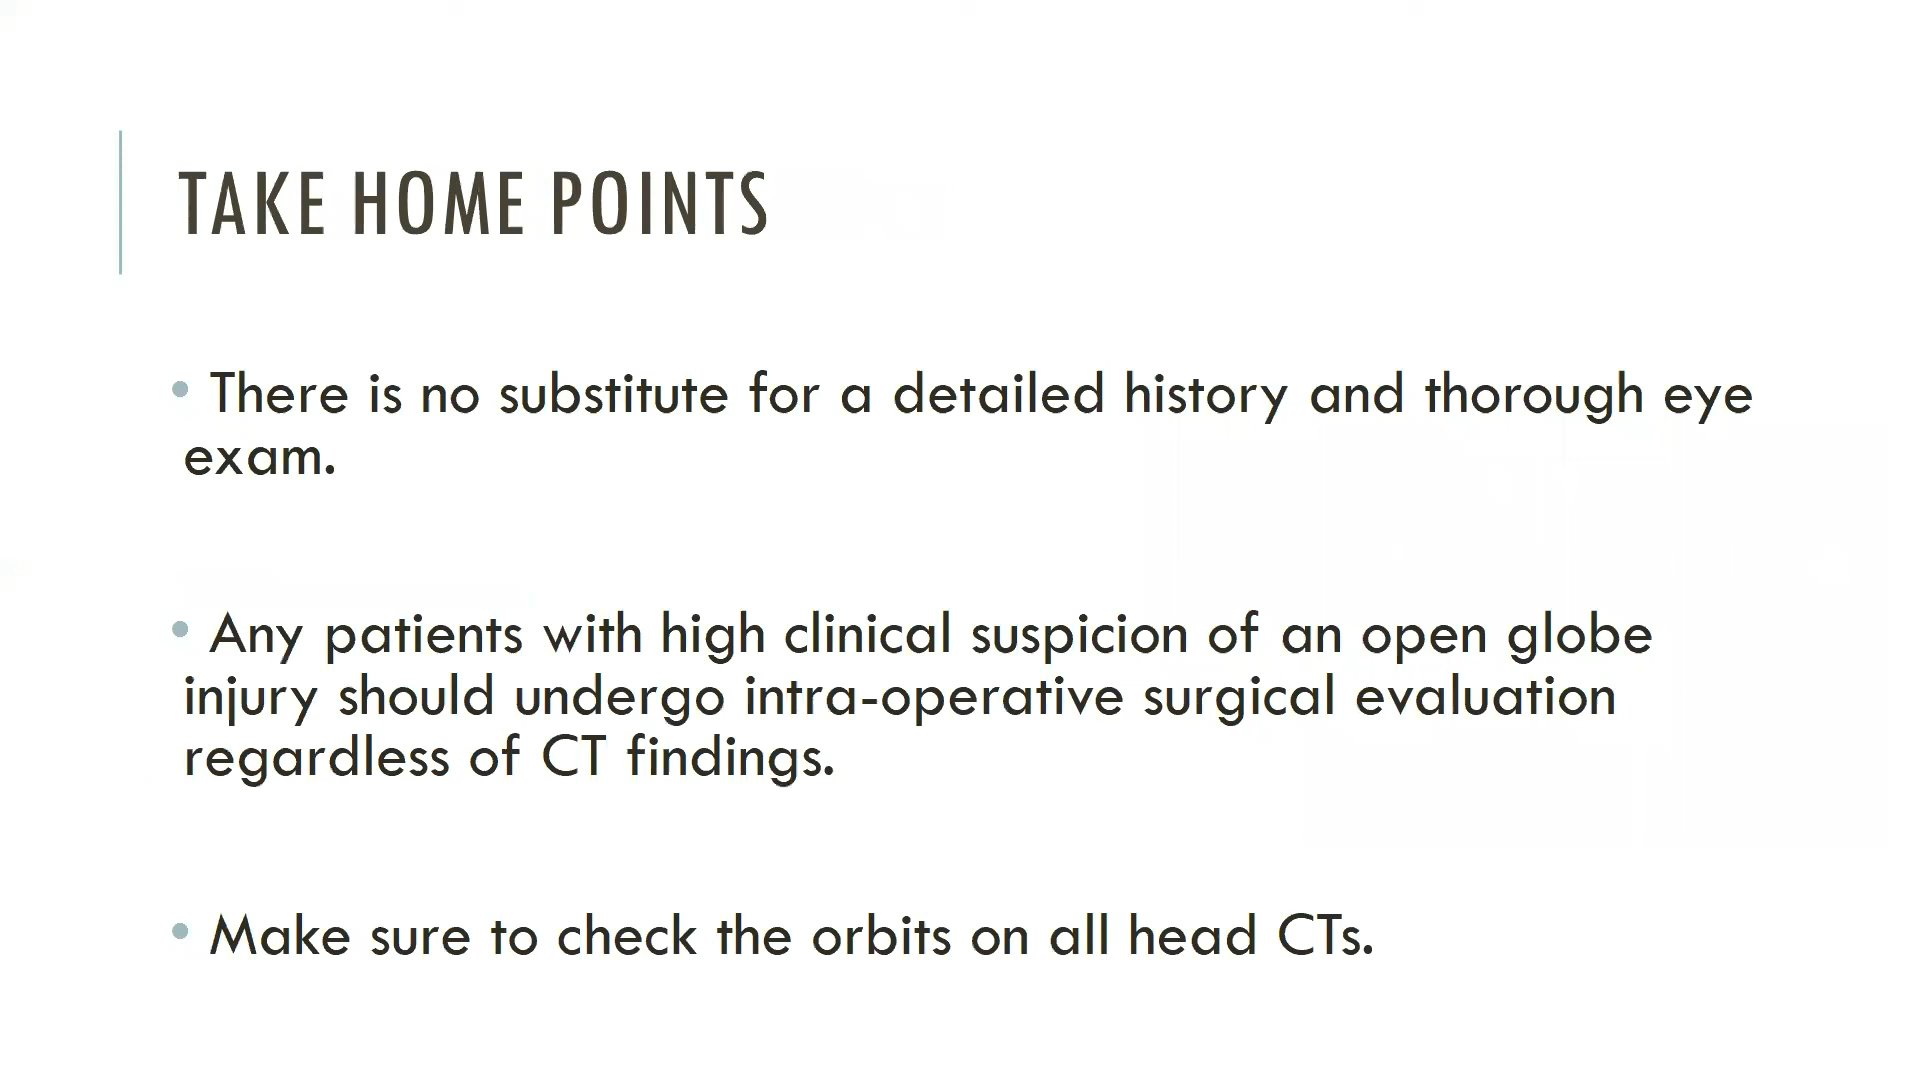 TAKE HOME POINTS
• There is no substitute for a detailed history and thorough eye
exam.
• Any patients with high clinical suspicion of an open globe
injury should undergo intra-operative surgical evaluation
regardless of CT findings.
• Make sure to check the orbits on all head CTs.